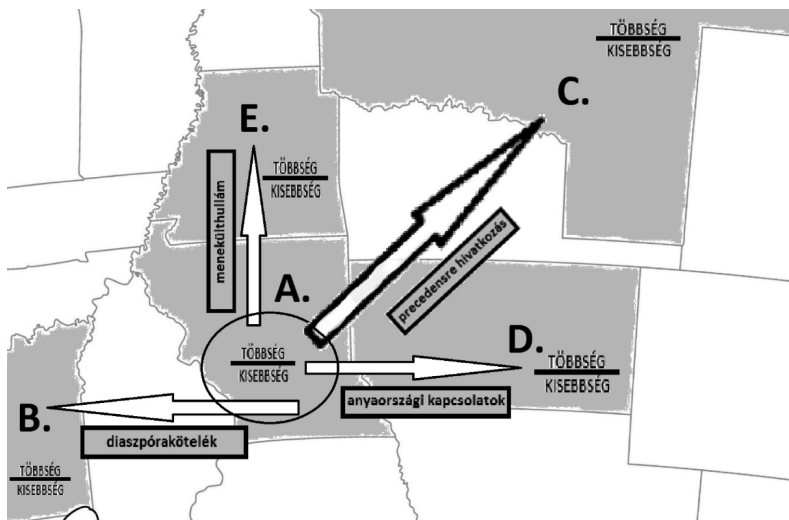 TÖBBSÉG
KISEBBSÉG
C.
E.
TÖBBSÉG
KISEBBSÉG
menekülthullám
precedensre hivatkozás
A.
TÖBBSÉG
KISEBBSÉG
D.
TÖBBSÉG
KISEBBSÉG
anyaországi kapcsolatok
B.
diaszpórakötelék
TÖBBSÉG
KISEBBSÉG